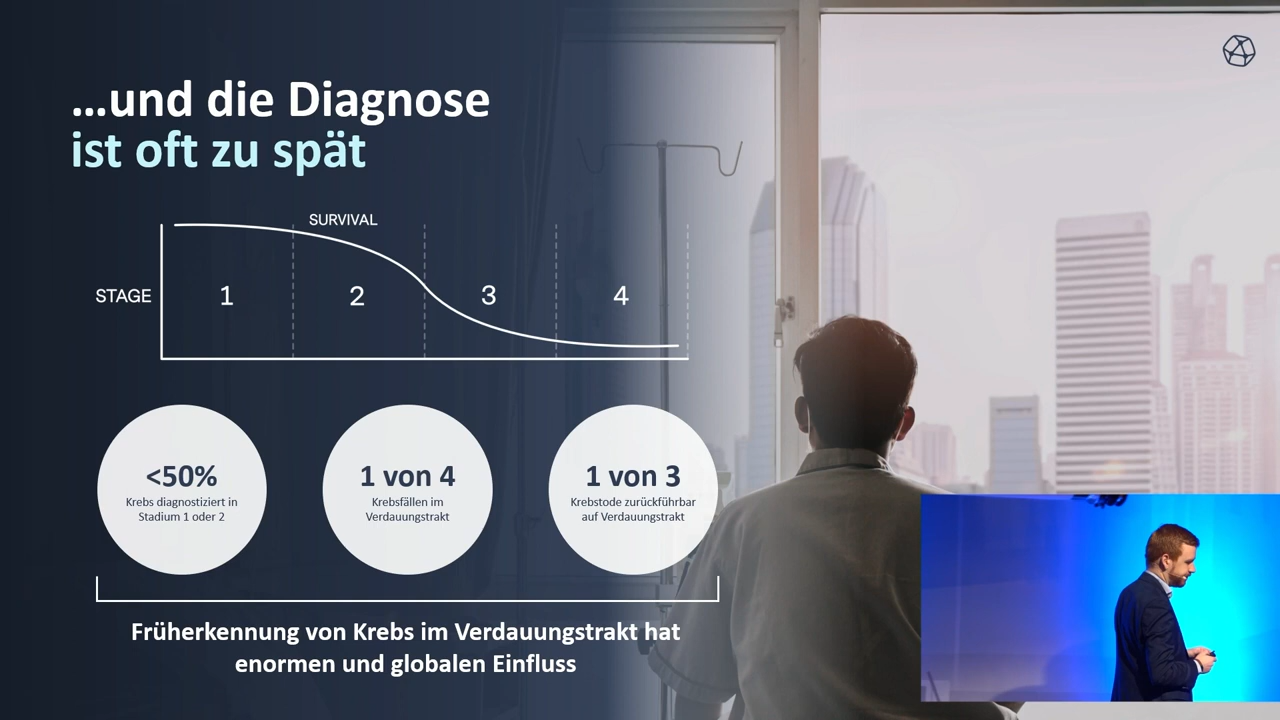 ...und die Diagnose
ist oft zu spät
SURVIVAL
STAGE
1
2
3
4
<50%
Krebs diagnostiziert in
Stadium 1 oder 2
1 von 4
Krebsfällen im
Verdauungstrakt
1 von 3
Krebstode zurückführbar
auf Verdauungstrakt
Früherkennung von Krebs im Verdauungstrakt hat
enormen und globalen Einfluss